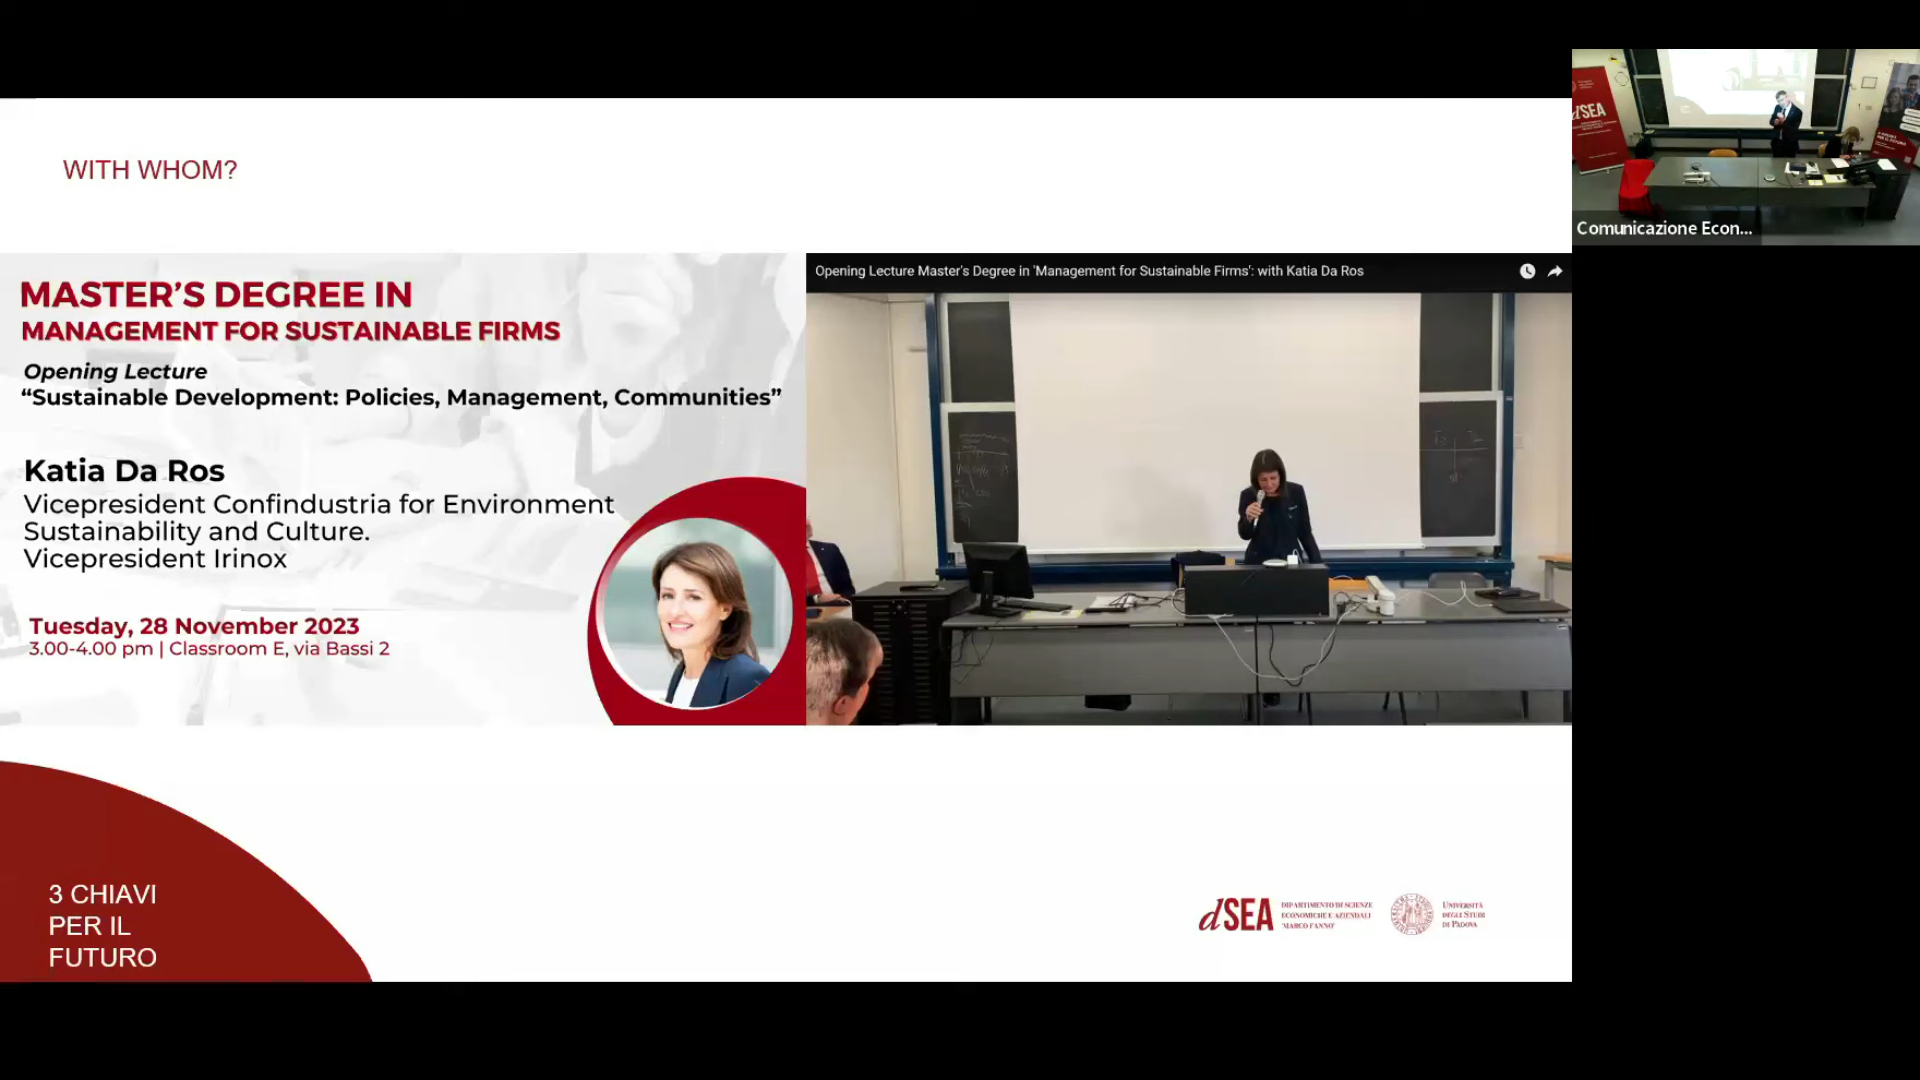 WITH WHOM?
MASTER'S DEGREE IN
MANAGEMENT FOR SUSTAINABLE FIRMS
Opening Lecture
“Sustainable Development: Policies, Management, Communities”
Katia Da Ros
Vicepresident Confindustria for Environment
Sustainability and Culture.
Vicepresident Irinox
Tuesday, 28 November 2023
3.00-4.00 pm | Classroom E, via Bassi 2
Opening Lecture Master's Degree in 'Management for Sustainable Firms': with Katia Da Ros
dSEA
Comunicazione Econ...
3 CHIAVI
PER IL
FUTURO
dSEA
DIPARTIMENTO DI SCIENZE
ECONOMICHE E AZIENDALI
'MARCO FANNO'
UNIVERSITÀ
DEGLI STUDI
DI PADOVA